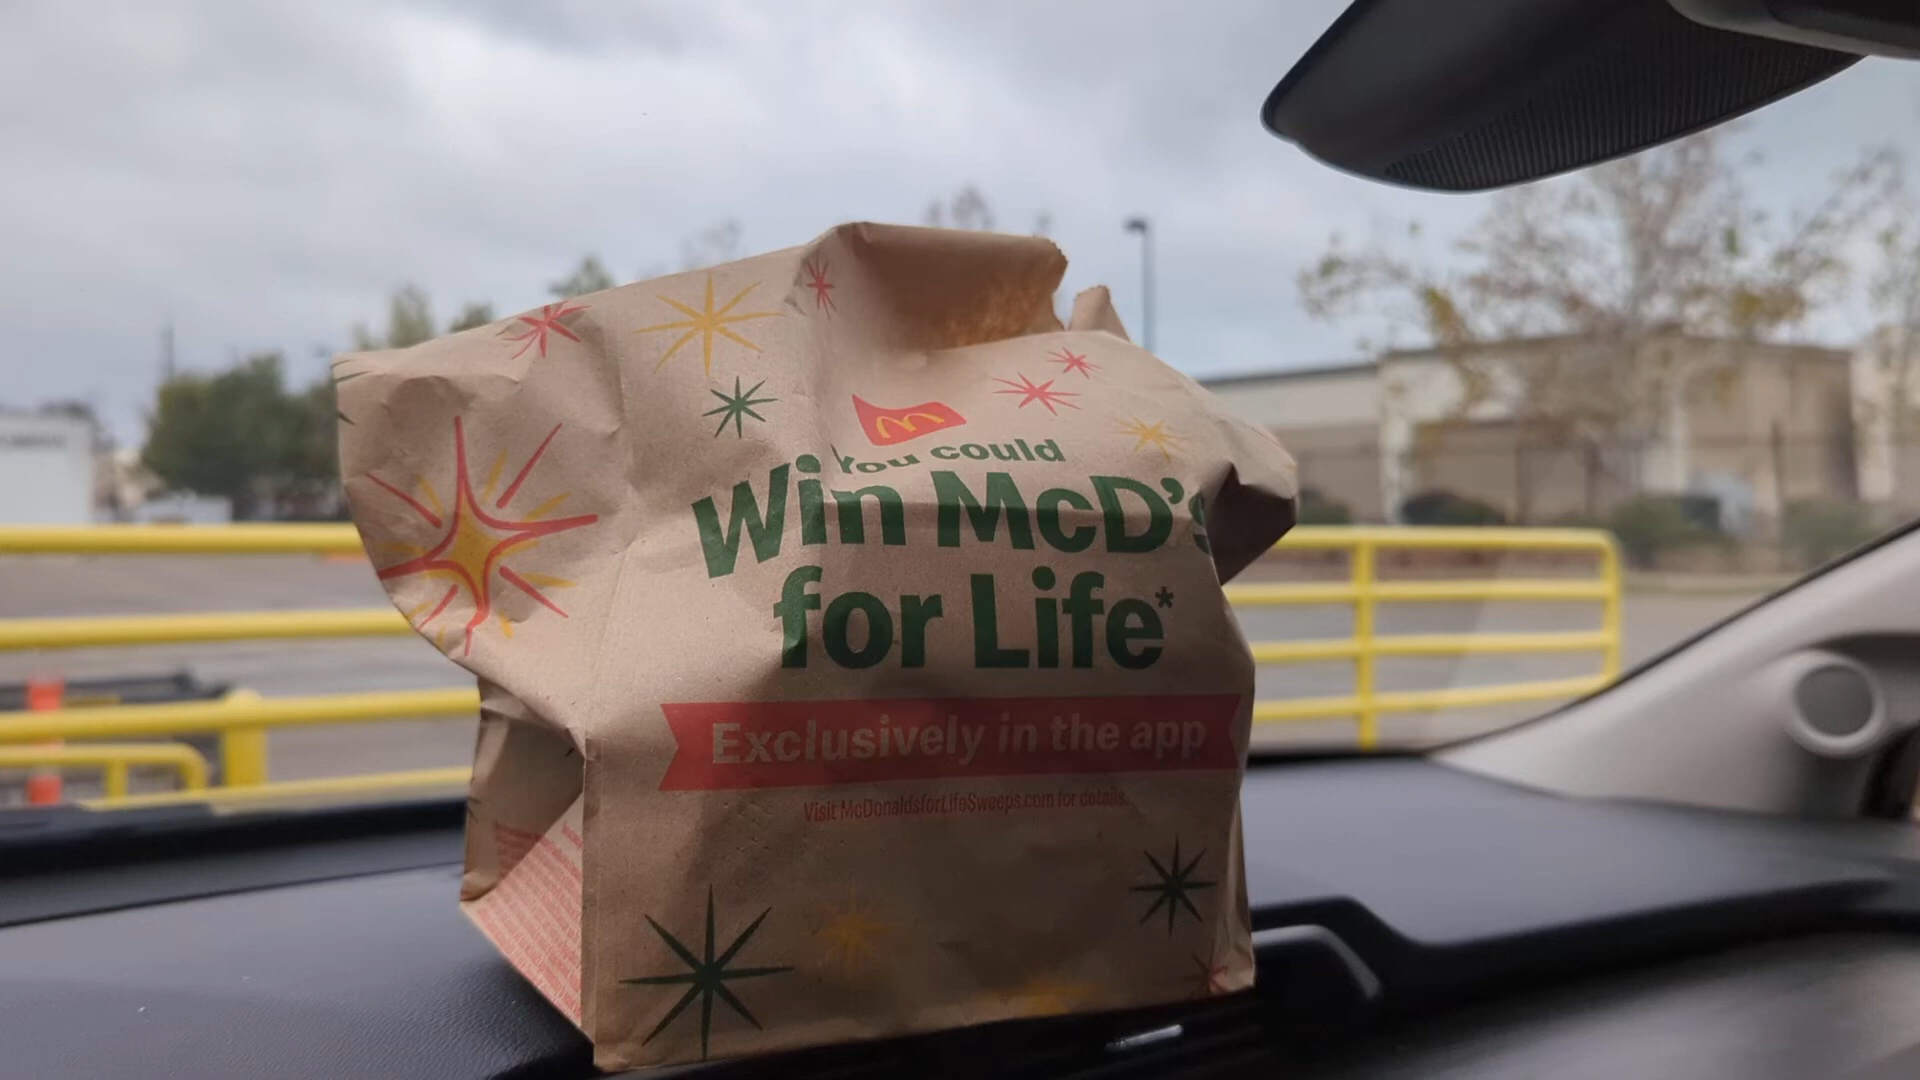 You could
Win McD's
for Life*
Exclusively in the app
Visit McDonaldsforLifeSweeps.com for details.